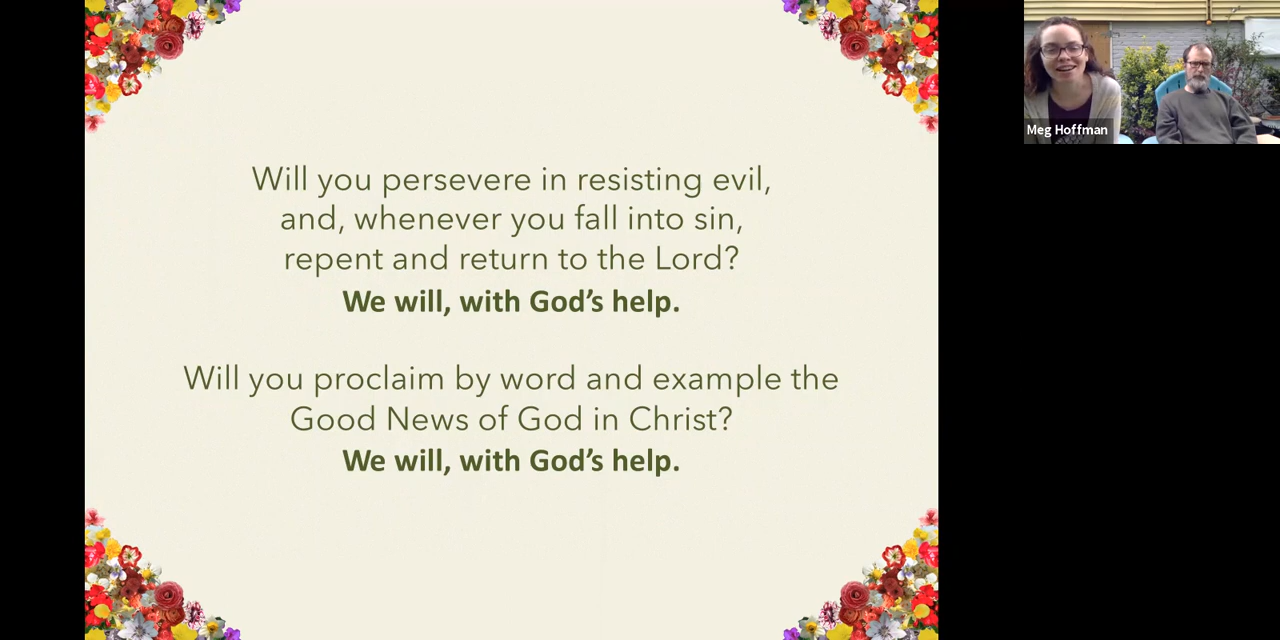 Will you persevere in resisting evil,
and, whenever you fall into sin,
repent and return to the Lord?
We will, with God’s help.
Will you proclaim by word and example the
Good News of God in Christ?
We will, with God’s help.
Meg Hoffman